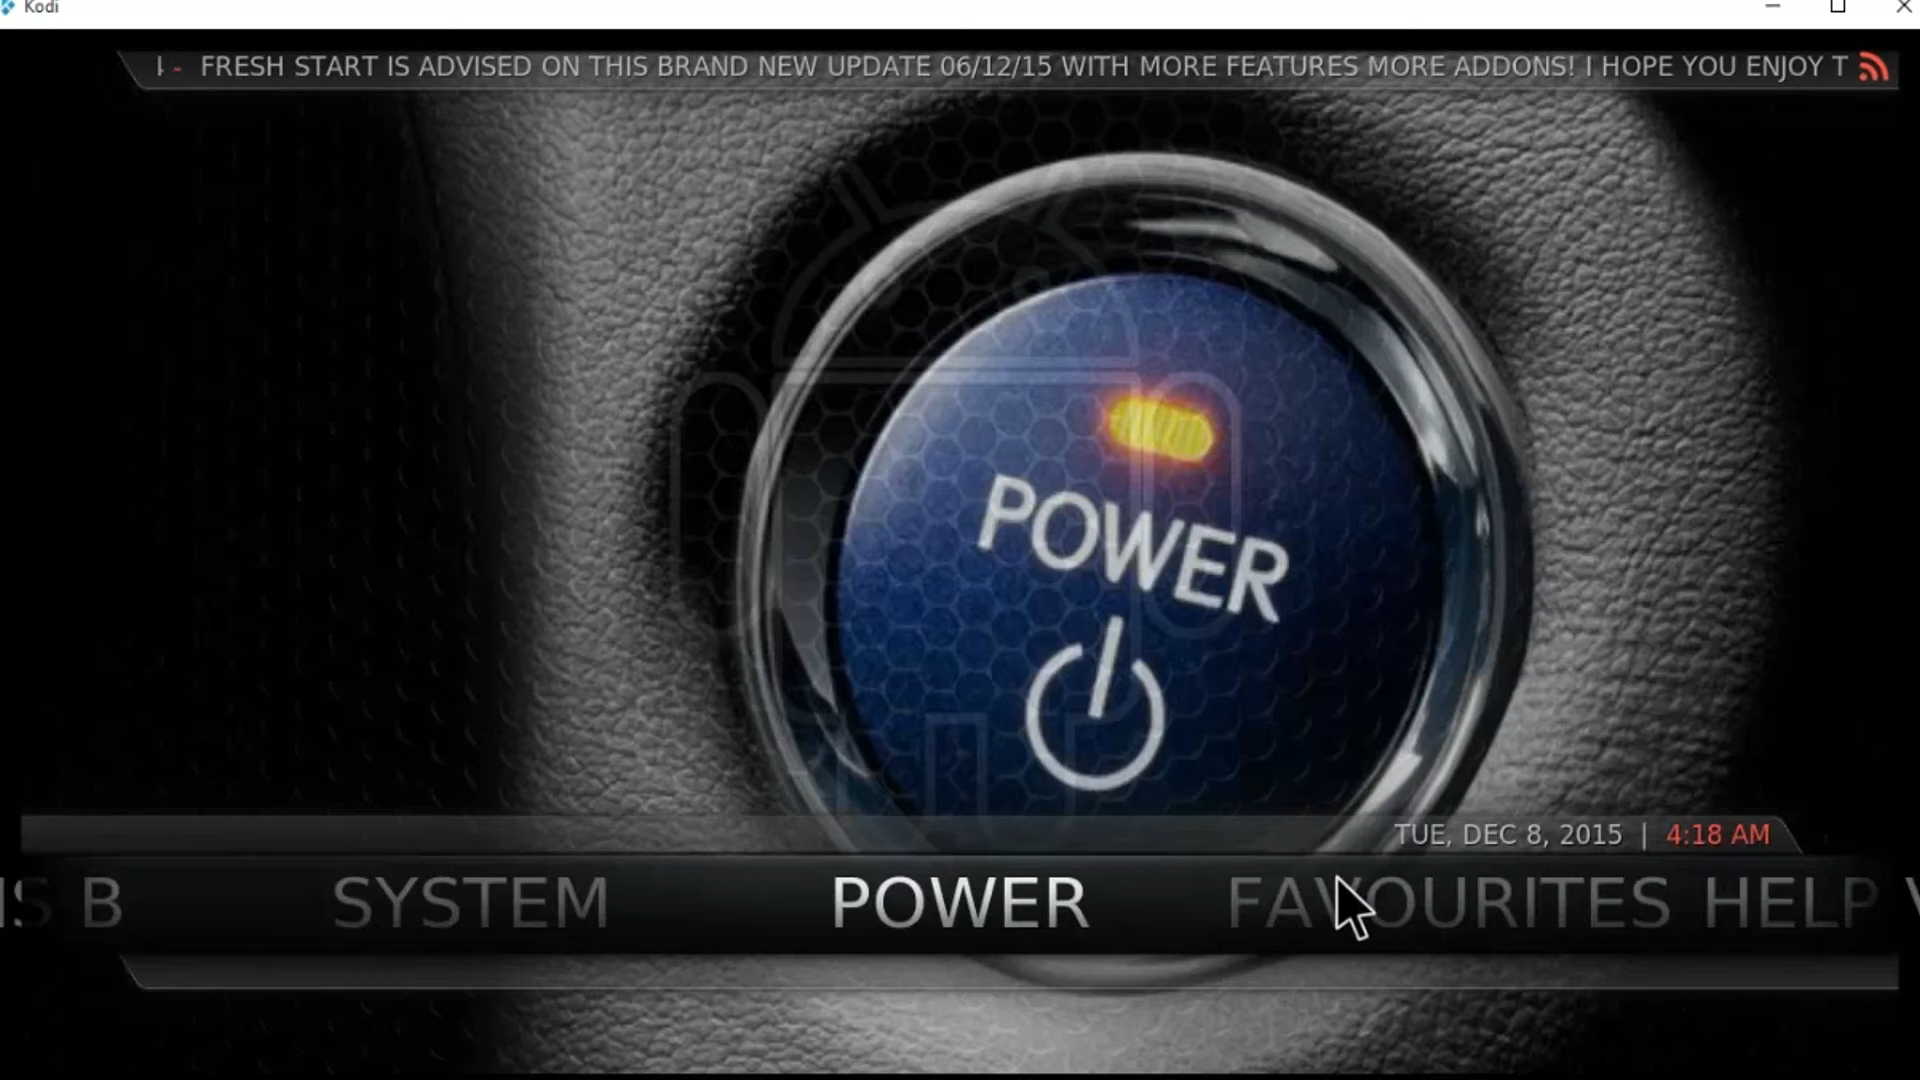 Kodi
- FRESH START IS ADVISED ON THIS BRAND NEW UPDATE 06/12/15 WITH MORE FEATURES MORE ADDONS! I HOPE YOU ENJOY T
POWER
TUE, DEC 8, 2015 | 4:18 AM
IS B SYSTEM POWER FAVOURITES HELP